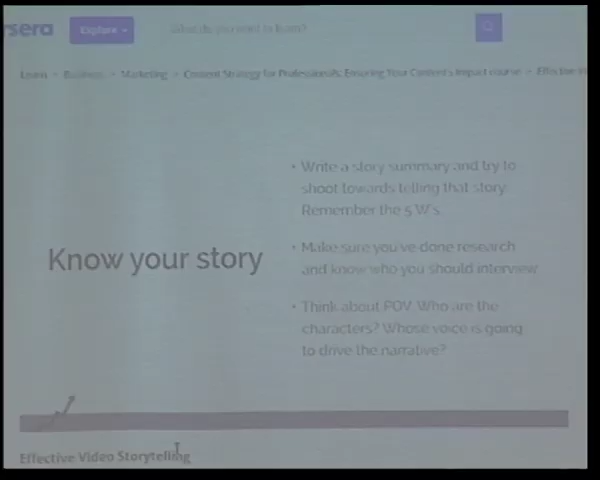 rsera Explore What do you want to learn?
Learn > Business > Marketing > Content Strategy for Professionals: Ensuring Your Content's Impact course > Effective
Know your story
• Write a story summary and try to
shoot towards telling that story.
Remember the 5 W's.
• Make sure you've done research
and know who you should interview
• Think about POV. Who are the
characters? Whose voice is going
to drive the narrative?
Effective Video Storytelling